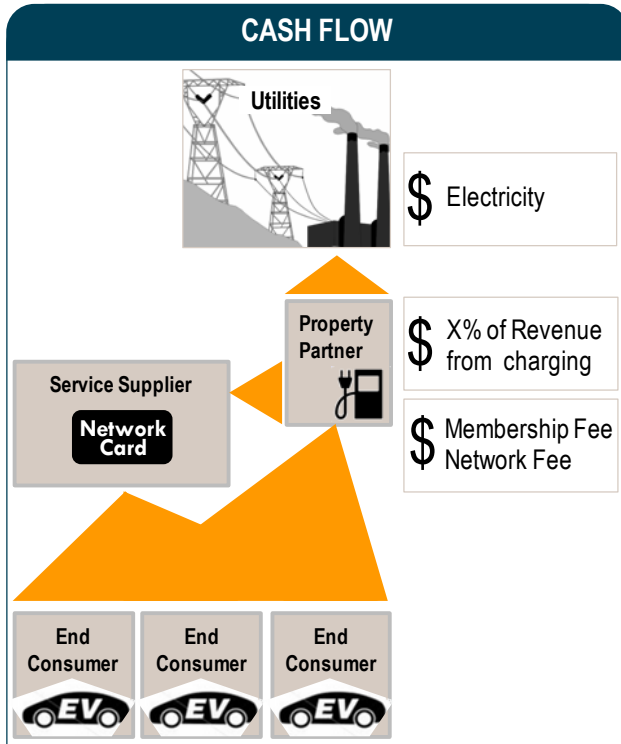 CASH FLOW
Utilities
$ Electricity
Property
Partner
$ X% of Revenue
from charging
Service Supplier
Network
Card
$ Membership Fee
Network Fee
End
Consumer
EV
End
Consumer
EV
End
Consumer
EV